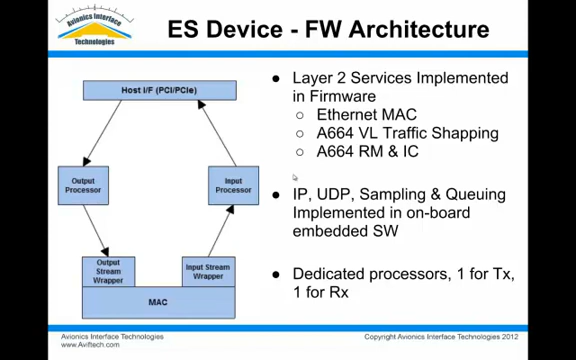 Avionics Interface
Technologies
ES Device - FW Architecture
Host I/F (PCI/PCIe)
Output
Processor
Input
Processor
Output
Stream
Wrapper
Input Stream
Wrapper
MAC
● Layer 2 Services Implemented
in Firmware
○ Ethernet MAC
○ A664 VL Traffic Shapping
○ A664 RM & IC
● IP, UDP, Sampling & Queuing
Implemented in on-board
embedded SW
● Dedicated processors, 1 for Tx,
1 for Rx
Avionics Interface Technologies
www.Aviftech.com
Copyright Avionics Interface Technologies 2012